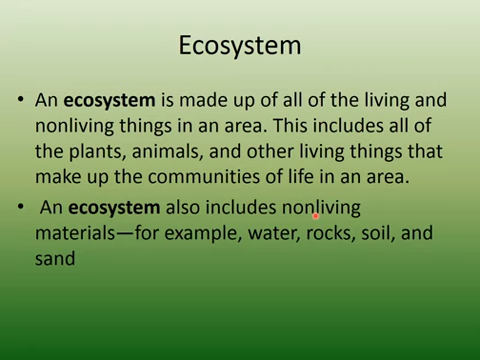 Ecosystem
• An ecosystem is made up of all of the living and
nonliving things in an area. This includes all of
the plants, animals, and other living things that
make up the communities of life in an area.
• An ecosystem also includes nonliving
materials—for example, water, rocks, soil, and
sand